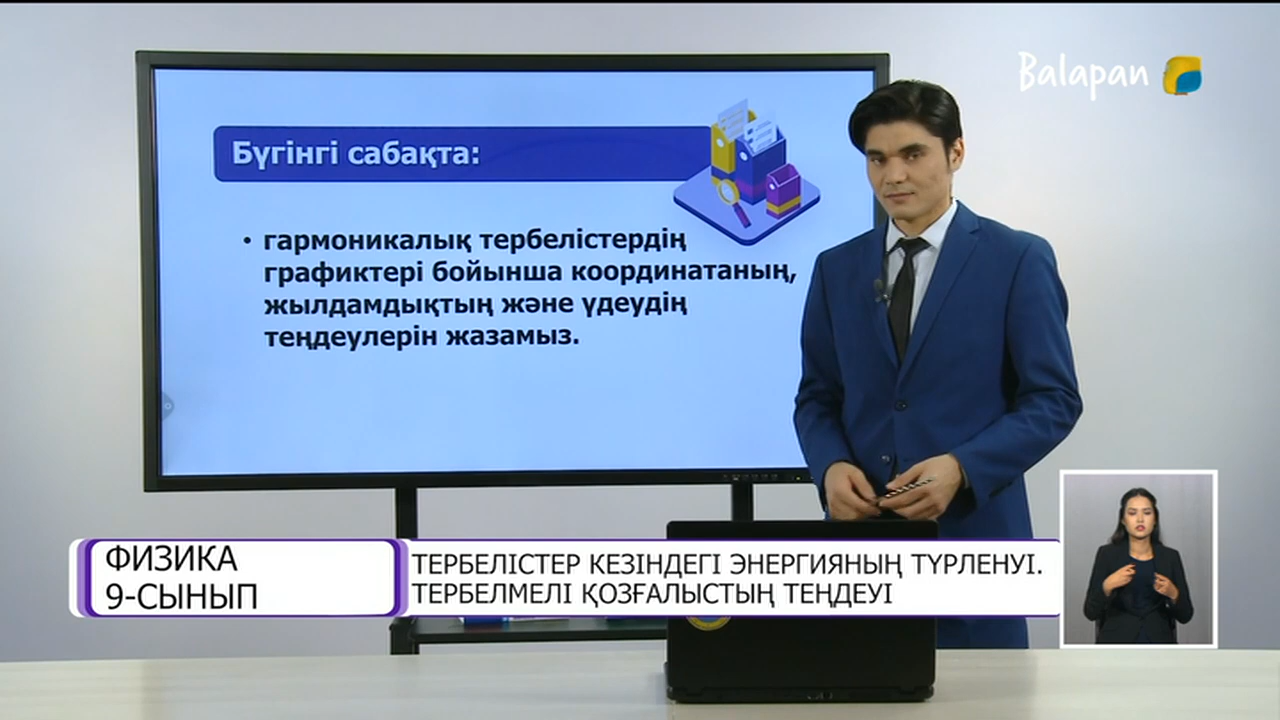 Balapan
Бүгінгі сабақта:
• гармоникалық тербелістердің
графиктері бойынша координатаның,
жылдамдықтың және үдеудің
теңдеулерін жазамыз.
ФИЗИКА
9-СЫНЫП
ТЕРБЕЛІСТЕР КЕЗІНДЕГІ ЭНЕРГИЯНЫҢ ТҮРЛЕНУІ.
ТЕРБЕЛМЕЛІ ҚОЗҒАЛЫСТЫҢ ТЕҢДЕУІ